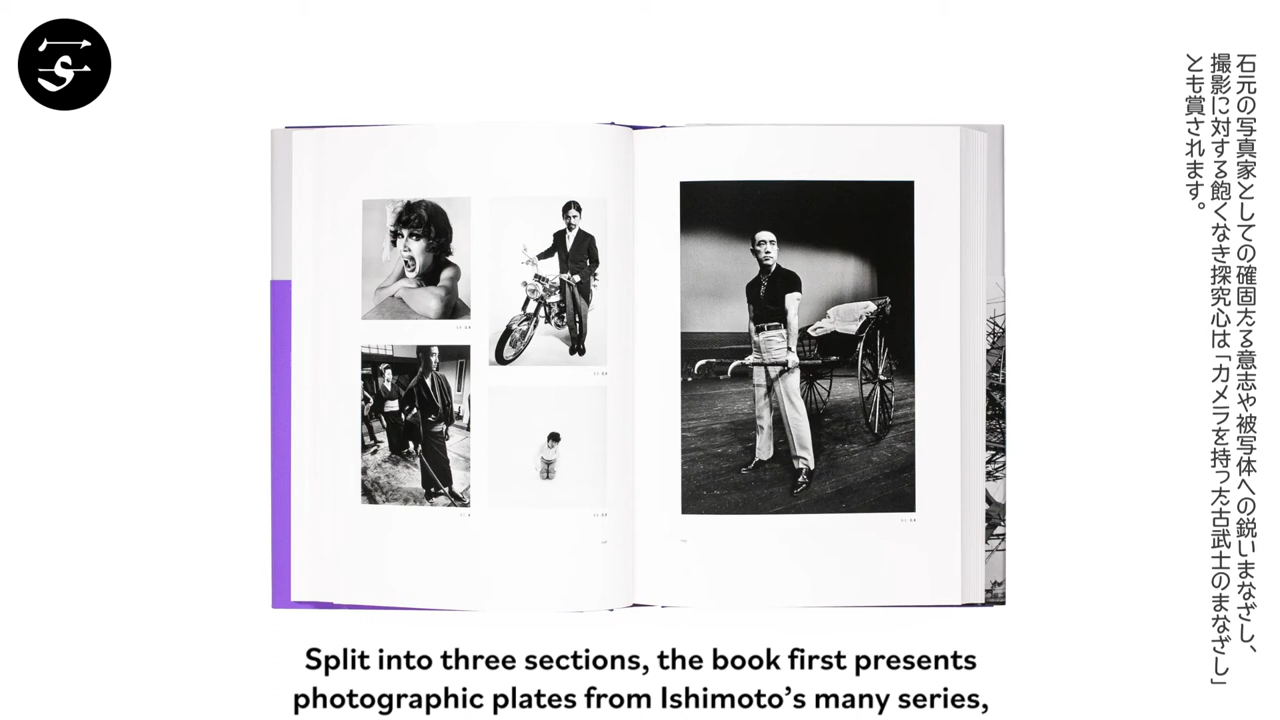 石元の写真家としての確固たる意志や被写体への鋭いまなざし、
撮影に対する飽くなき探究心は「カメラを持った古武士のまなざし」
とも賞されます。
Split into three sections, the book first presents
photographic plates from Ishimoto’s many series,